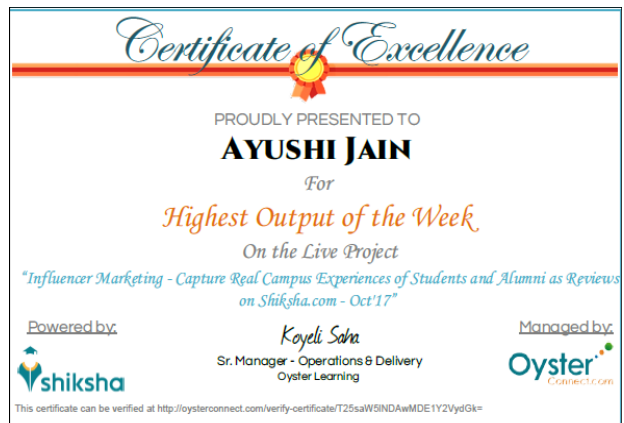 Certificate of Excellence
PROUDLY PRESENTED TO
AYUSHI JAIN
For
Highest Output of the Week
On the Live Project
“Influencer Marketing - Capture Real Campus Experiences of Students and Alumni as Reviews
on Shiksha.com - Oct'17”
Powered by:
shiksha
Koyeli Saha
Sr. Manager - Operations & Delivery
Oyster Learning
Managed by:
Oyster
Connect.com
This certificate can be verified at http://oysterconnect.com/verify-certificate/T25saW5lNDAwMDE1Y2VydGk=